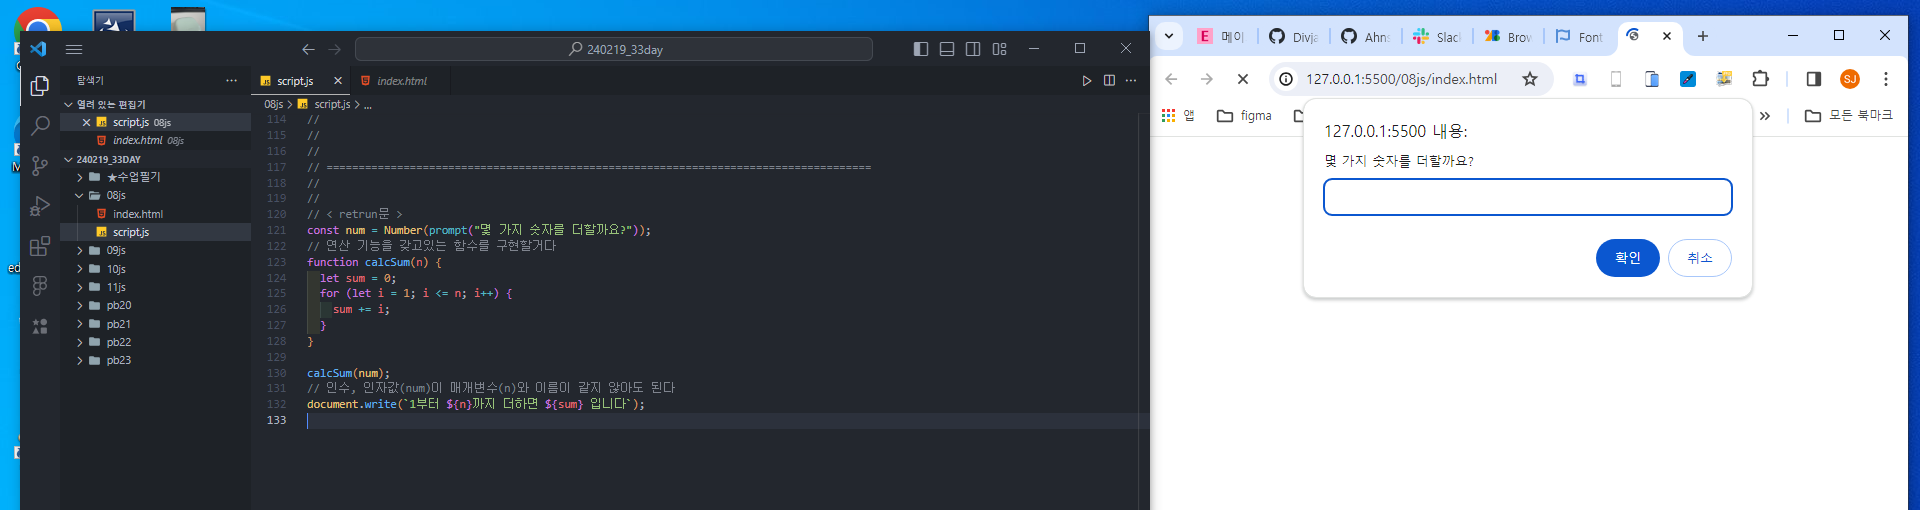 240219_33day
탐색기
열려 있는 편집기
script.js 08js
index.html 08js
240219_33DAY
★수업필기
08js
index.html
script.js
09js
10js
11js
pb20
pb21
pb22
pb23
script.js
index.html
08js > script.js > ...
114 //
115 //
116 //
117 // =====================================================================================
118 //
119 //
120 // < retrun문 >
121 const num = Number(prompt("몇 가지 숫자를 더할까요?"));
122 // 연산 기능을 갖고있는 함수를 구현할거다
123 function calcSum(n) {
124 let sum = 0;
125 for (let i = 1; i <= n; i++) {
126 sum += i;
127 }
128 }
129
130 calcSum(num);
131 // 인수, 인자값(num)이 매개변수(n)와 이름이 같지 않아도 된다
132 document.write(`1부터 ${n}까지 더하면 ${sum} 입니다`);
133
E 메이
Divja
Ahns
Slack
Brow
Font
127.0.0.1:5500/08js/index.html
SJ
앱
figma
모든 북마크
127.0.0.1:5500 내용:
몇 가지 숫자를 더할까요?
확인
취소